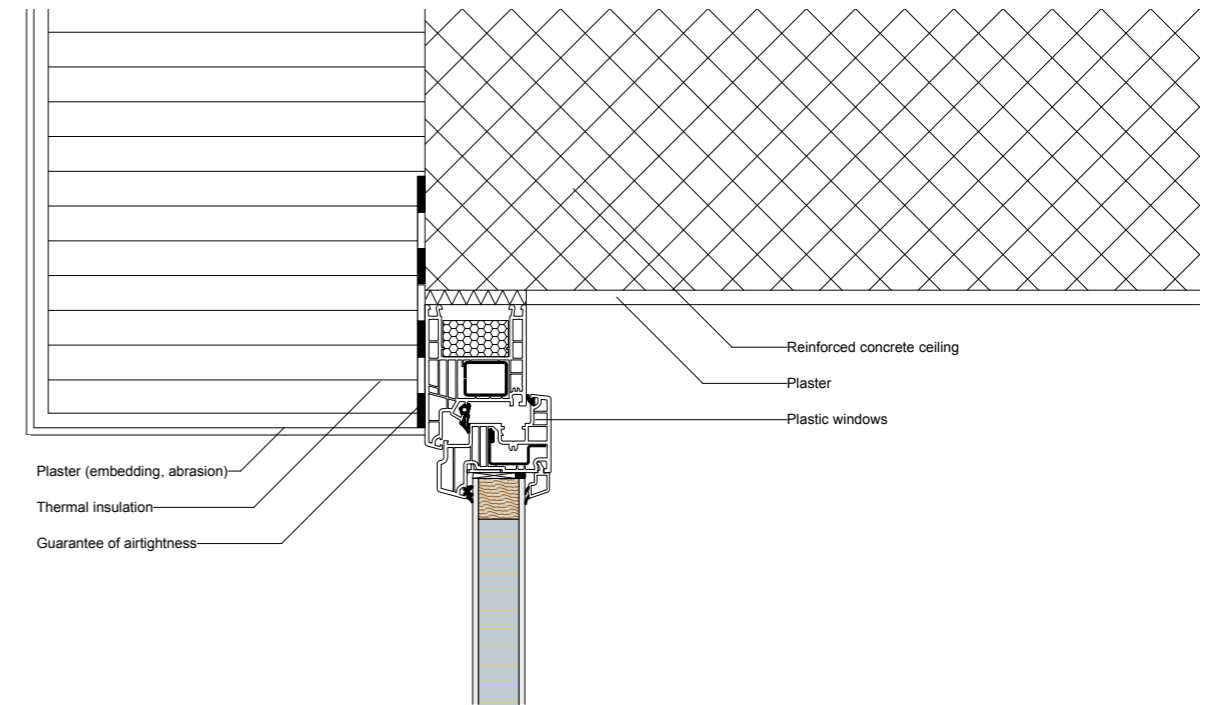 Reinforced concrete ceiling
Plaster
Plastic windows
Plaster (embedding, abrasion)
Thermal insulation
Guarantee of airtightness